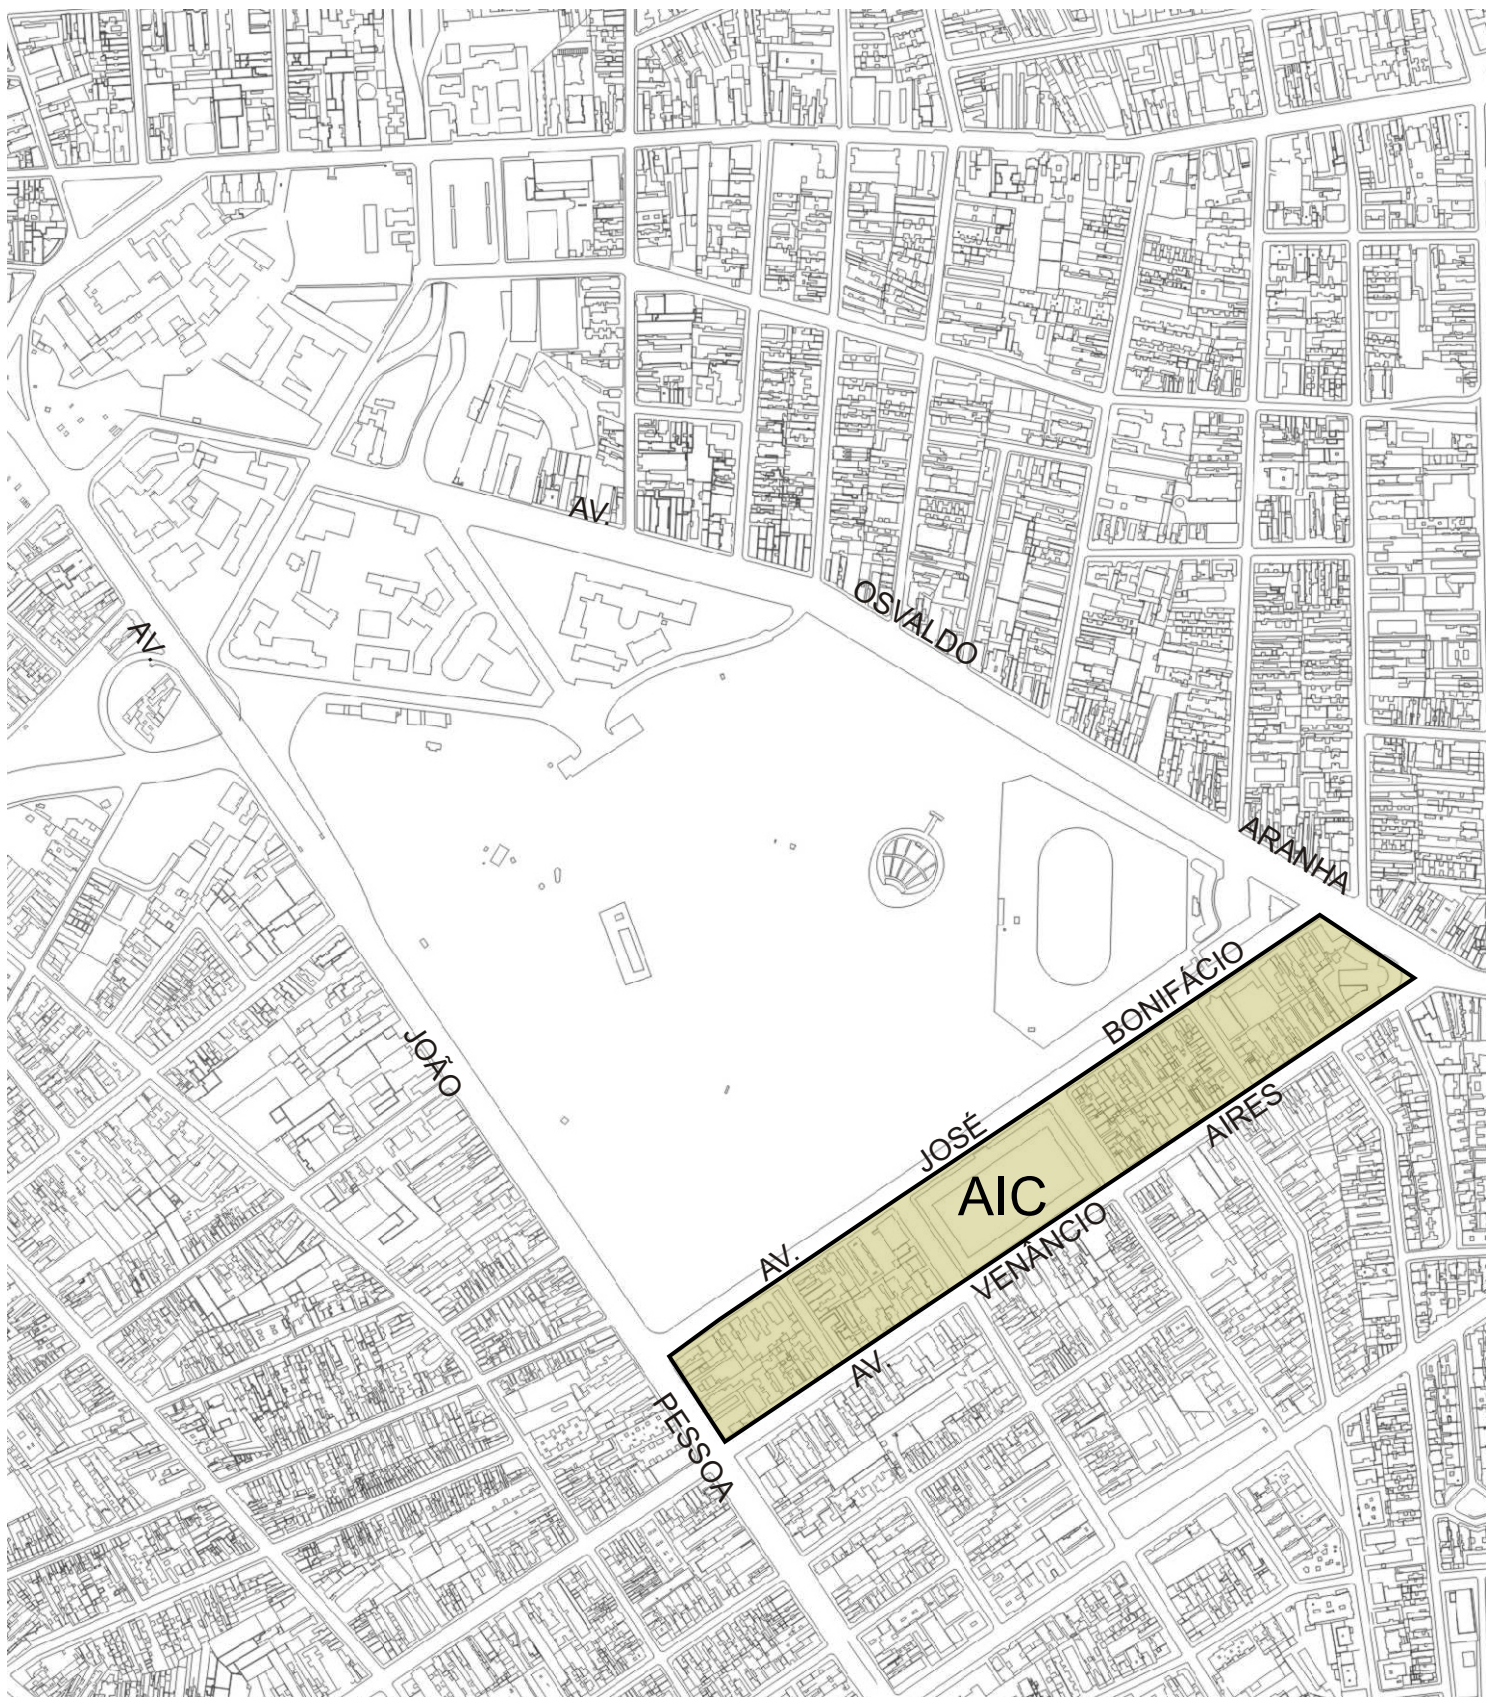 AV.
OSVALDO
ARANHA
AV.
JOÃO
PESSOA
AV.
JOSÉ
BONIFÁCIO
AIC
AV.
VENÂNCIO
AIRES